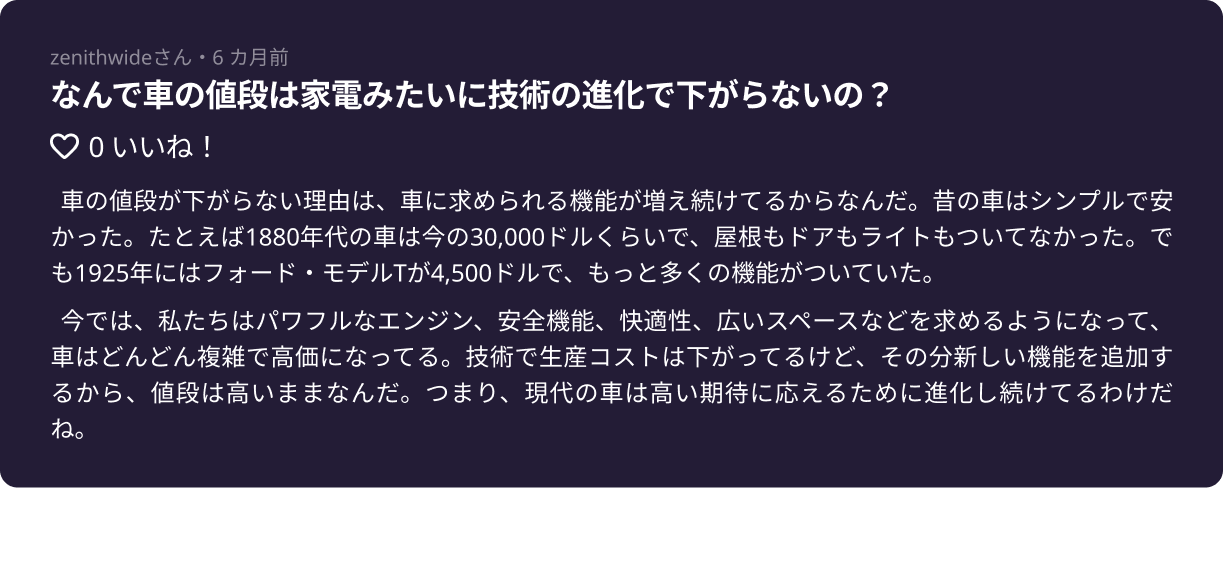 zenithwideさん・6 カ月前
なんで車の値段は家電みたいに技術の進化で下がらないの？
0 いいね！
車の値段が下がらない理由は、車に求められる機能が増え続けてるからなんだ。昔の車はシンプルで安
かった。たとえば1880年代の車は今の30,000ドルくらいで、屋根もドアもライトもついてなかった。で
も1925年にはフォード・モデルTが4,500ドルで、もっと多くの機能がついていた。
今では、私たちはパワフルなエンジン、安全機能、快適性、広いスペースなどを求めるようになって、
車はどんどん複雑で高価になってる。技術で生産コストは下がってるけど、その分新しい機能を追加す
るから、値段は高いままなんだ。つまり、現代の車は高い期待に応えるために進化し続けてるわけだ
ね。